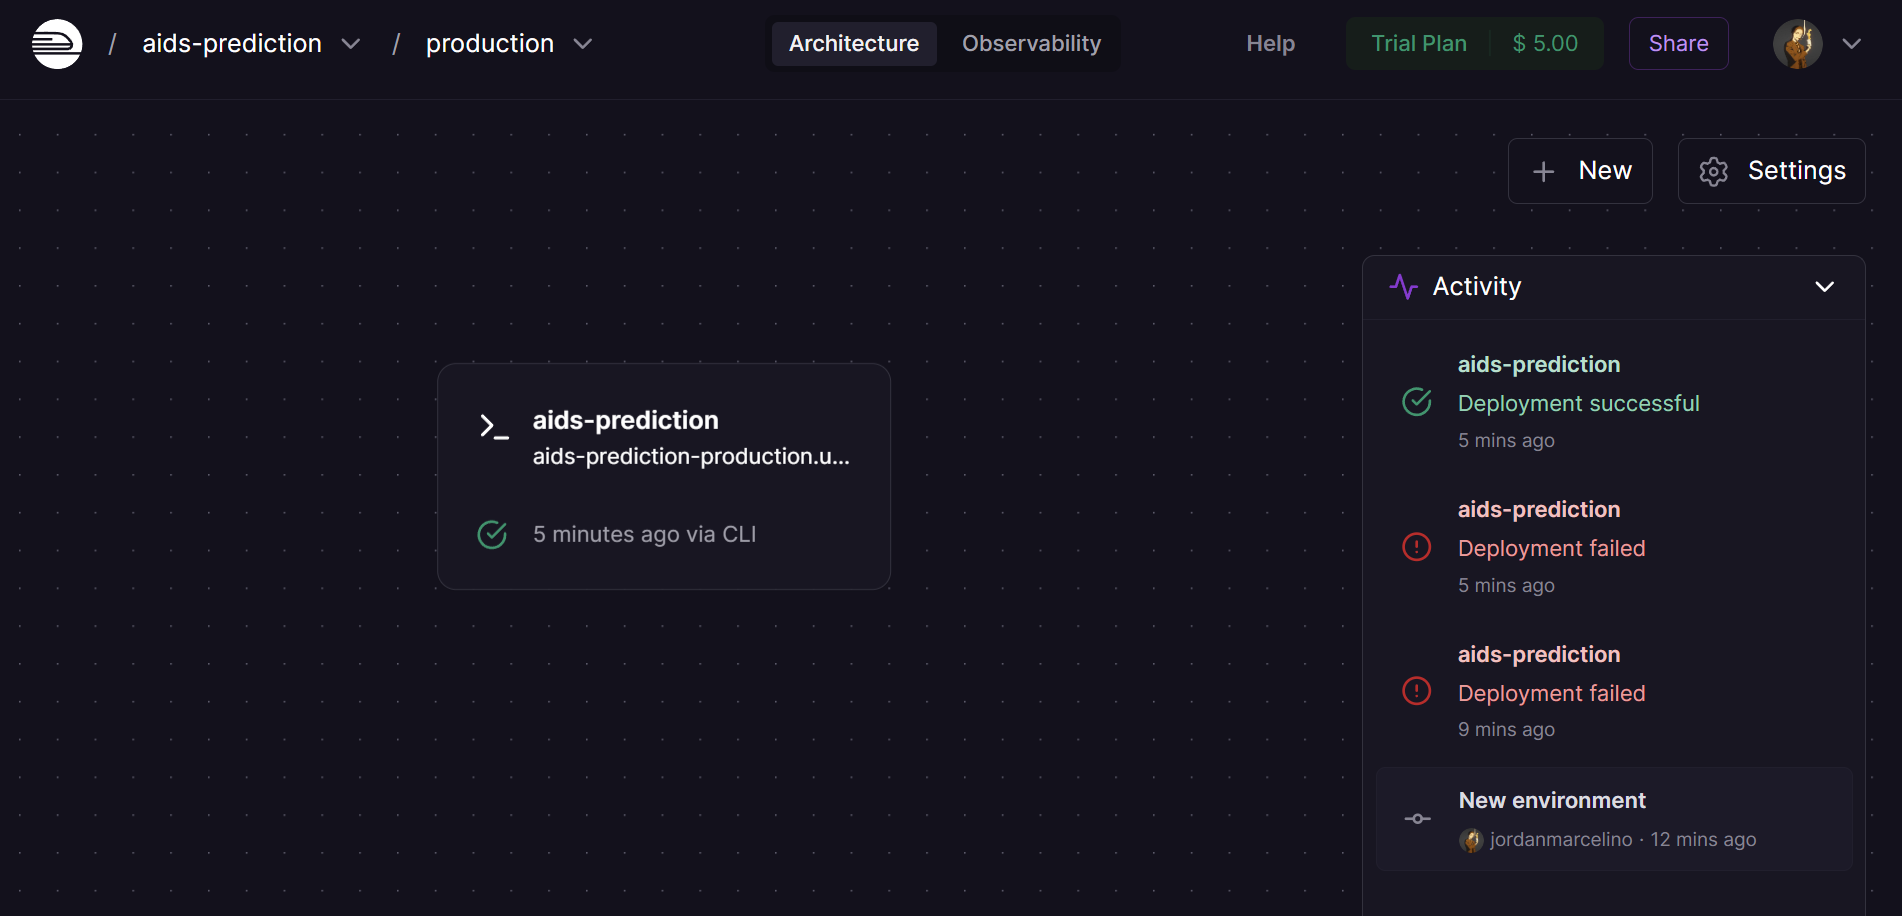 / aids-prediction / production
Architecture Observability
Help
Trial Plan $ 5.00
Share
New
Settings
aids-prediction
aids-prediction-production.u...
5 minutes ago via CLI
Activity
aids-prediction
Deployment successful
5 mins ago
aids-prediction
Deployment failed
5 mins ago
aids-prediction
Deployment failed
9 mins ago
New environment
jordanmarcelino · 12 mins ago